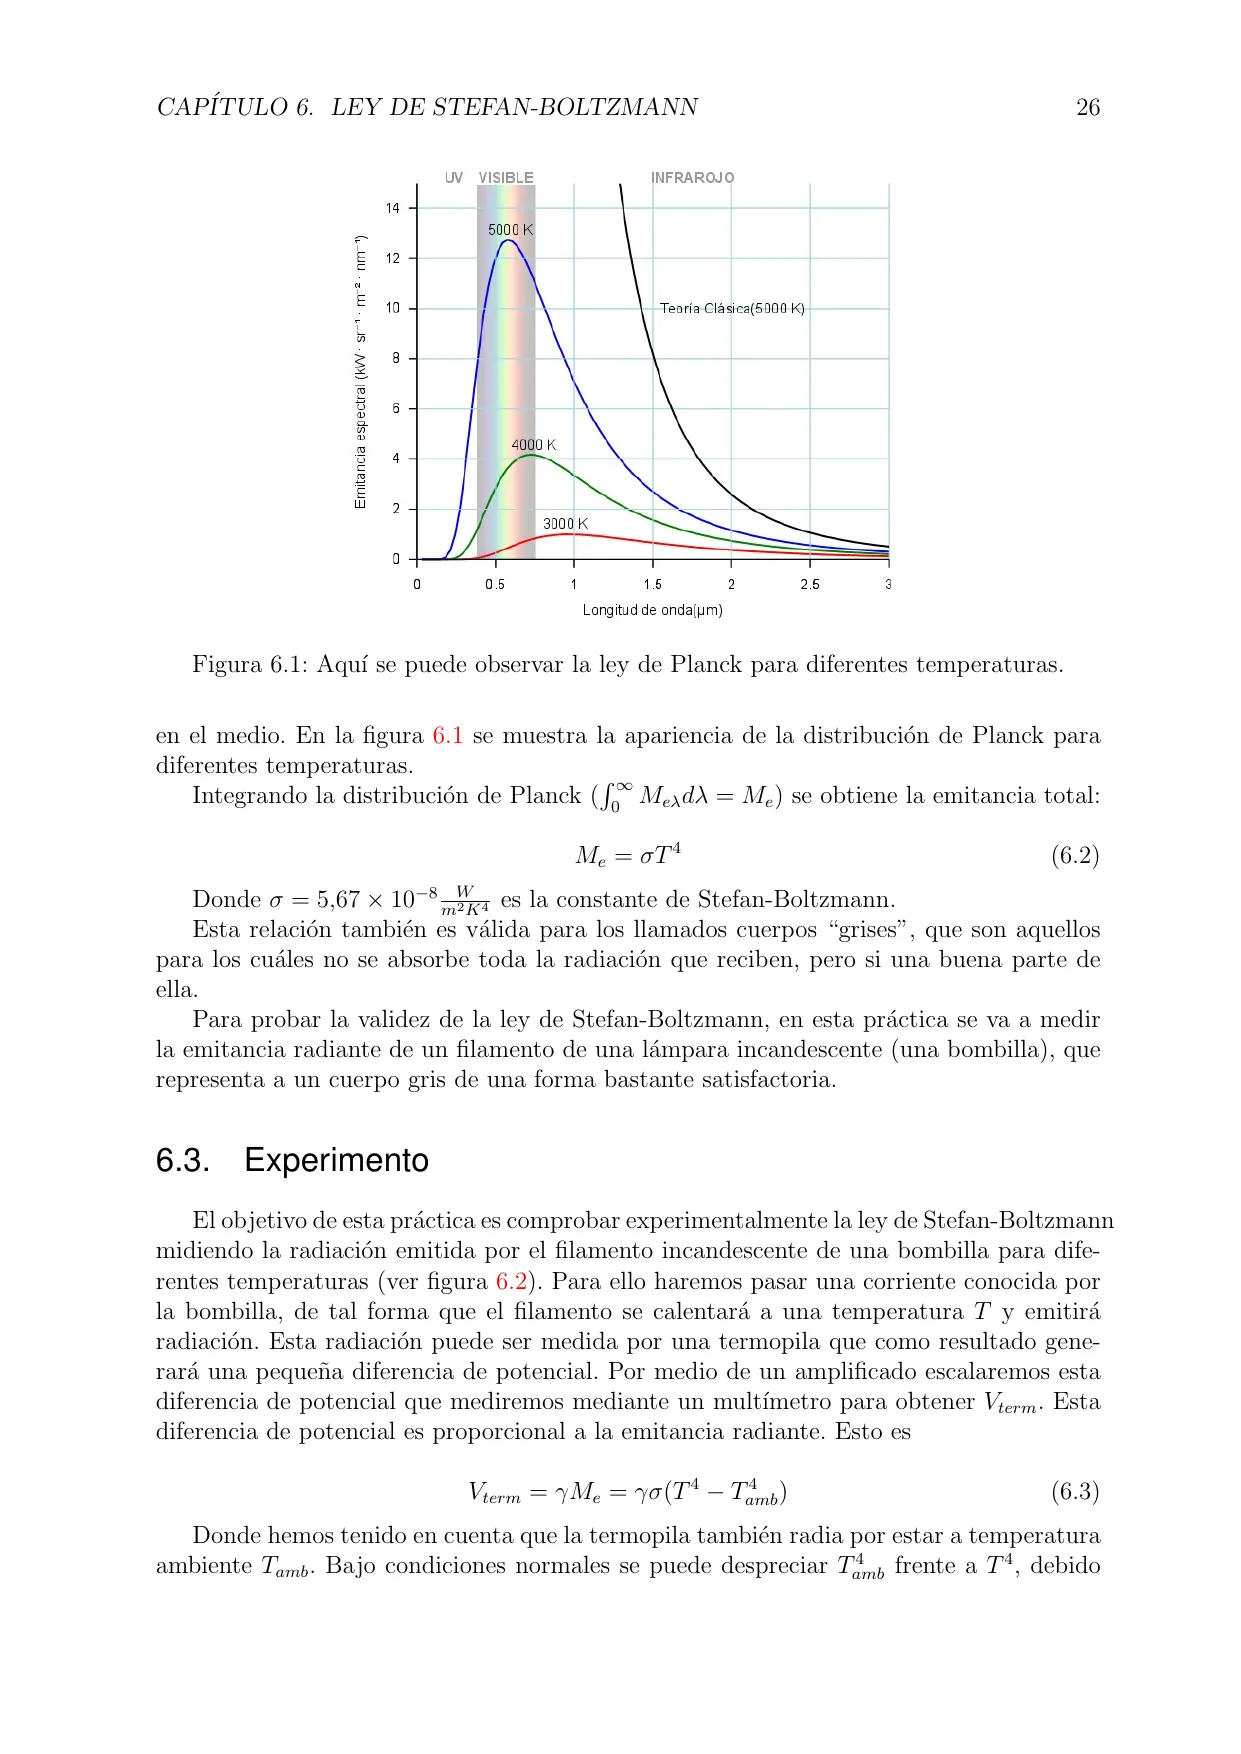 CAPÍTULO 6. LEY DE STEFAN-BOLTZMANN 26
UV VISIBLE INFRAROJO
14
12
10
8
6
4
2
0
Emitancia espectral (kW · sr⁻¹ · m⁻² · nm⁻¹)
5000 K
Teoría Clásica(5000 K)
4000 K
3000 K
0 0.5 1 1.5 2 2.5 3
Longitud de onda(µm)
Figura 6.1: Aquí se puede observar la ley de Planck para diferentes temperaturas.
en el medio. En la figura 6.1 se muestra la apariencia de la distribución de Planck para
diferentes temperaturas.
Integrando la distribución de Planck (∫₀^∞ M_{eλ}dλ = M_e) se obtiene la emitancia total:
M_e = σT⁴ (6.2)
Donde σ = 5,67 × 10⁻⁸ W/m²K⁴ es la constante de Stefan-Boltzmann.
Esta relación también es válida para los llamados cuerpos “grises”, que son aquellos
para los cuáles no se absorbe toda la radiación que reciben, pero si una buena parte de
ella.
Para probar la validez de la ley de Stefan-Boltzmann, en esta práctica se va a medir
la emitancia radiante de un filamento de una lámpara incandescente (una bombilla), que
representa a un cuerpo gris de una forma bastante satisfactoria.
6.3. Experimento
El objetivo de esta práctica es comprobar experimentalmente la ley de Stefan-Boltzmann
midiendo la radiación emitida por el filamento incandescente de una bombilla para dife-
rentes temperaturas (ver figura 6.2). Para ello haremos pasar una corriente conocida por
la bombilla, de tal forma que el filamento se calentará a una temperatura T y emitirá
radiación. Esta radiación puede ser medida por una termopila que como resultado gene-
rará una pequeña diferencia de potencial. Por medio de un amplificado escalaremos esta
diferencia de potencial que mediremos mediante un multímetro para obtener V_{term}. Esta
diferencia de potencial es proporcional a la emitancia radiante. Esto es
V_{term} = γM_e = γσ(T⁴ − T⁴_{amb}) (6.3)
Donde hemos tenido en cuenta que la termopila también radia por estar a temperatura
ambiente T_{amb}. Bajo condiciones normales se puede despreciar T⁴_{amb} frente a T⁴, debido